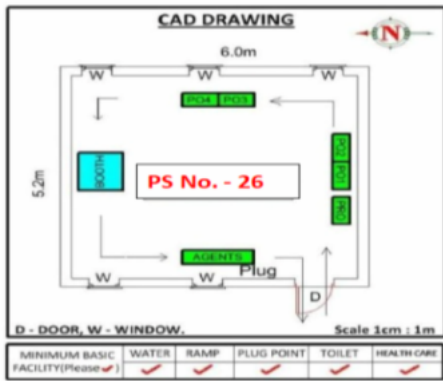 CAD DRAWING
N
6.0m
W W W
PO4 PO3
5.2m
BOOTH
PS No. - 26
PO2
PO1
PRO
AGENTS
Plug
W W
D
D - DOOR, W - WINDOW. Scale 1cm : 1m
MINIMUM BASIC FACILITY(Please✓) WATER RAMP PLUG POINT TOILET HEALTH CARE